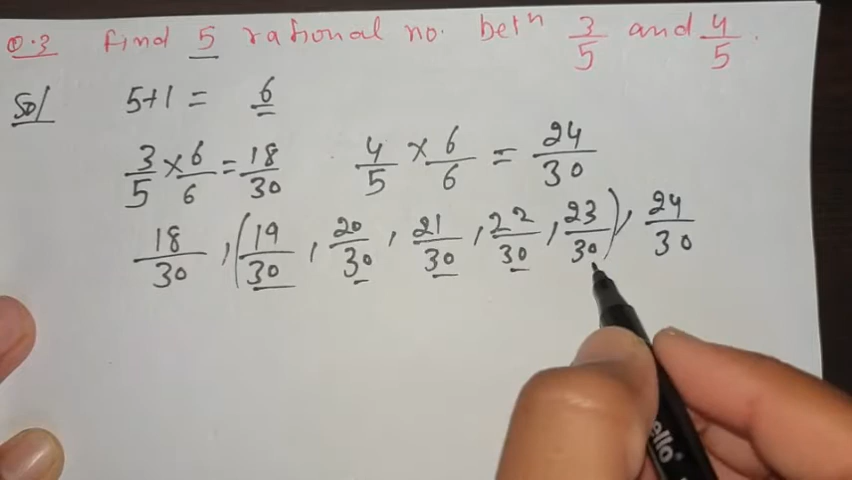 Q.3 find 5 rational no. betn 3/5 and 4/5.
Sol 5+1 = 6
3/5 × 6/6 = 18/30 4/5 × 6/6 = 24/30
18/30, (19/30, 20/30, 21/30, 22/30, 23/30), 24/30
ello